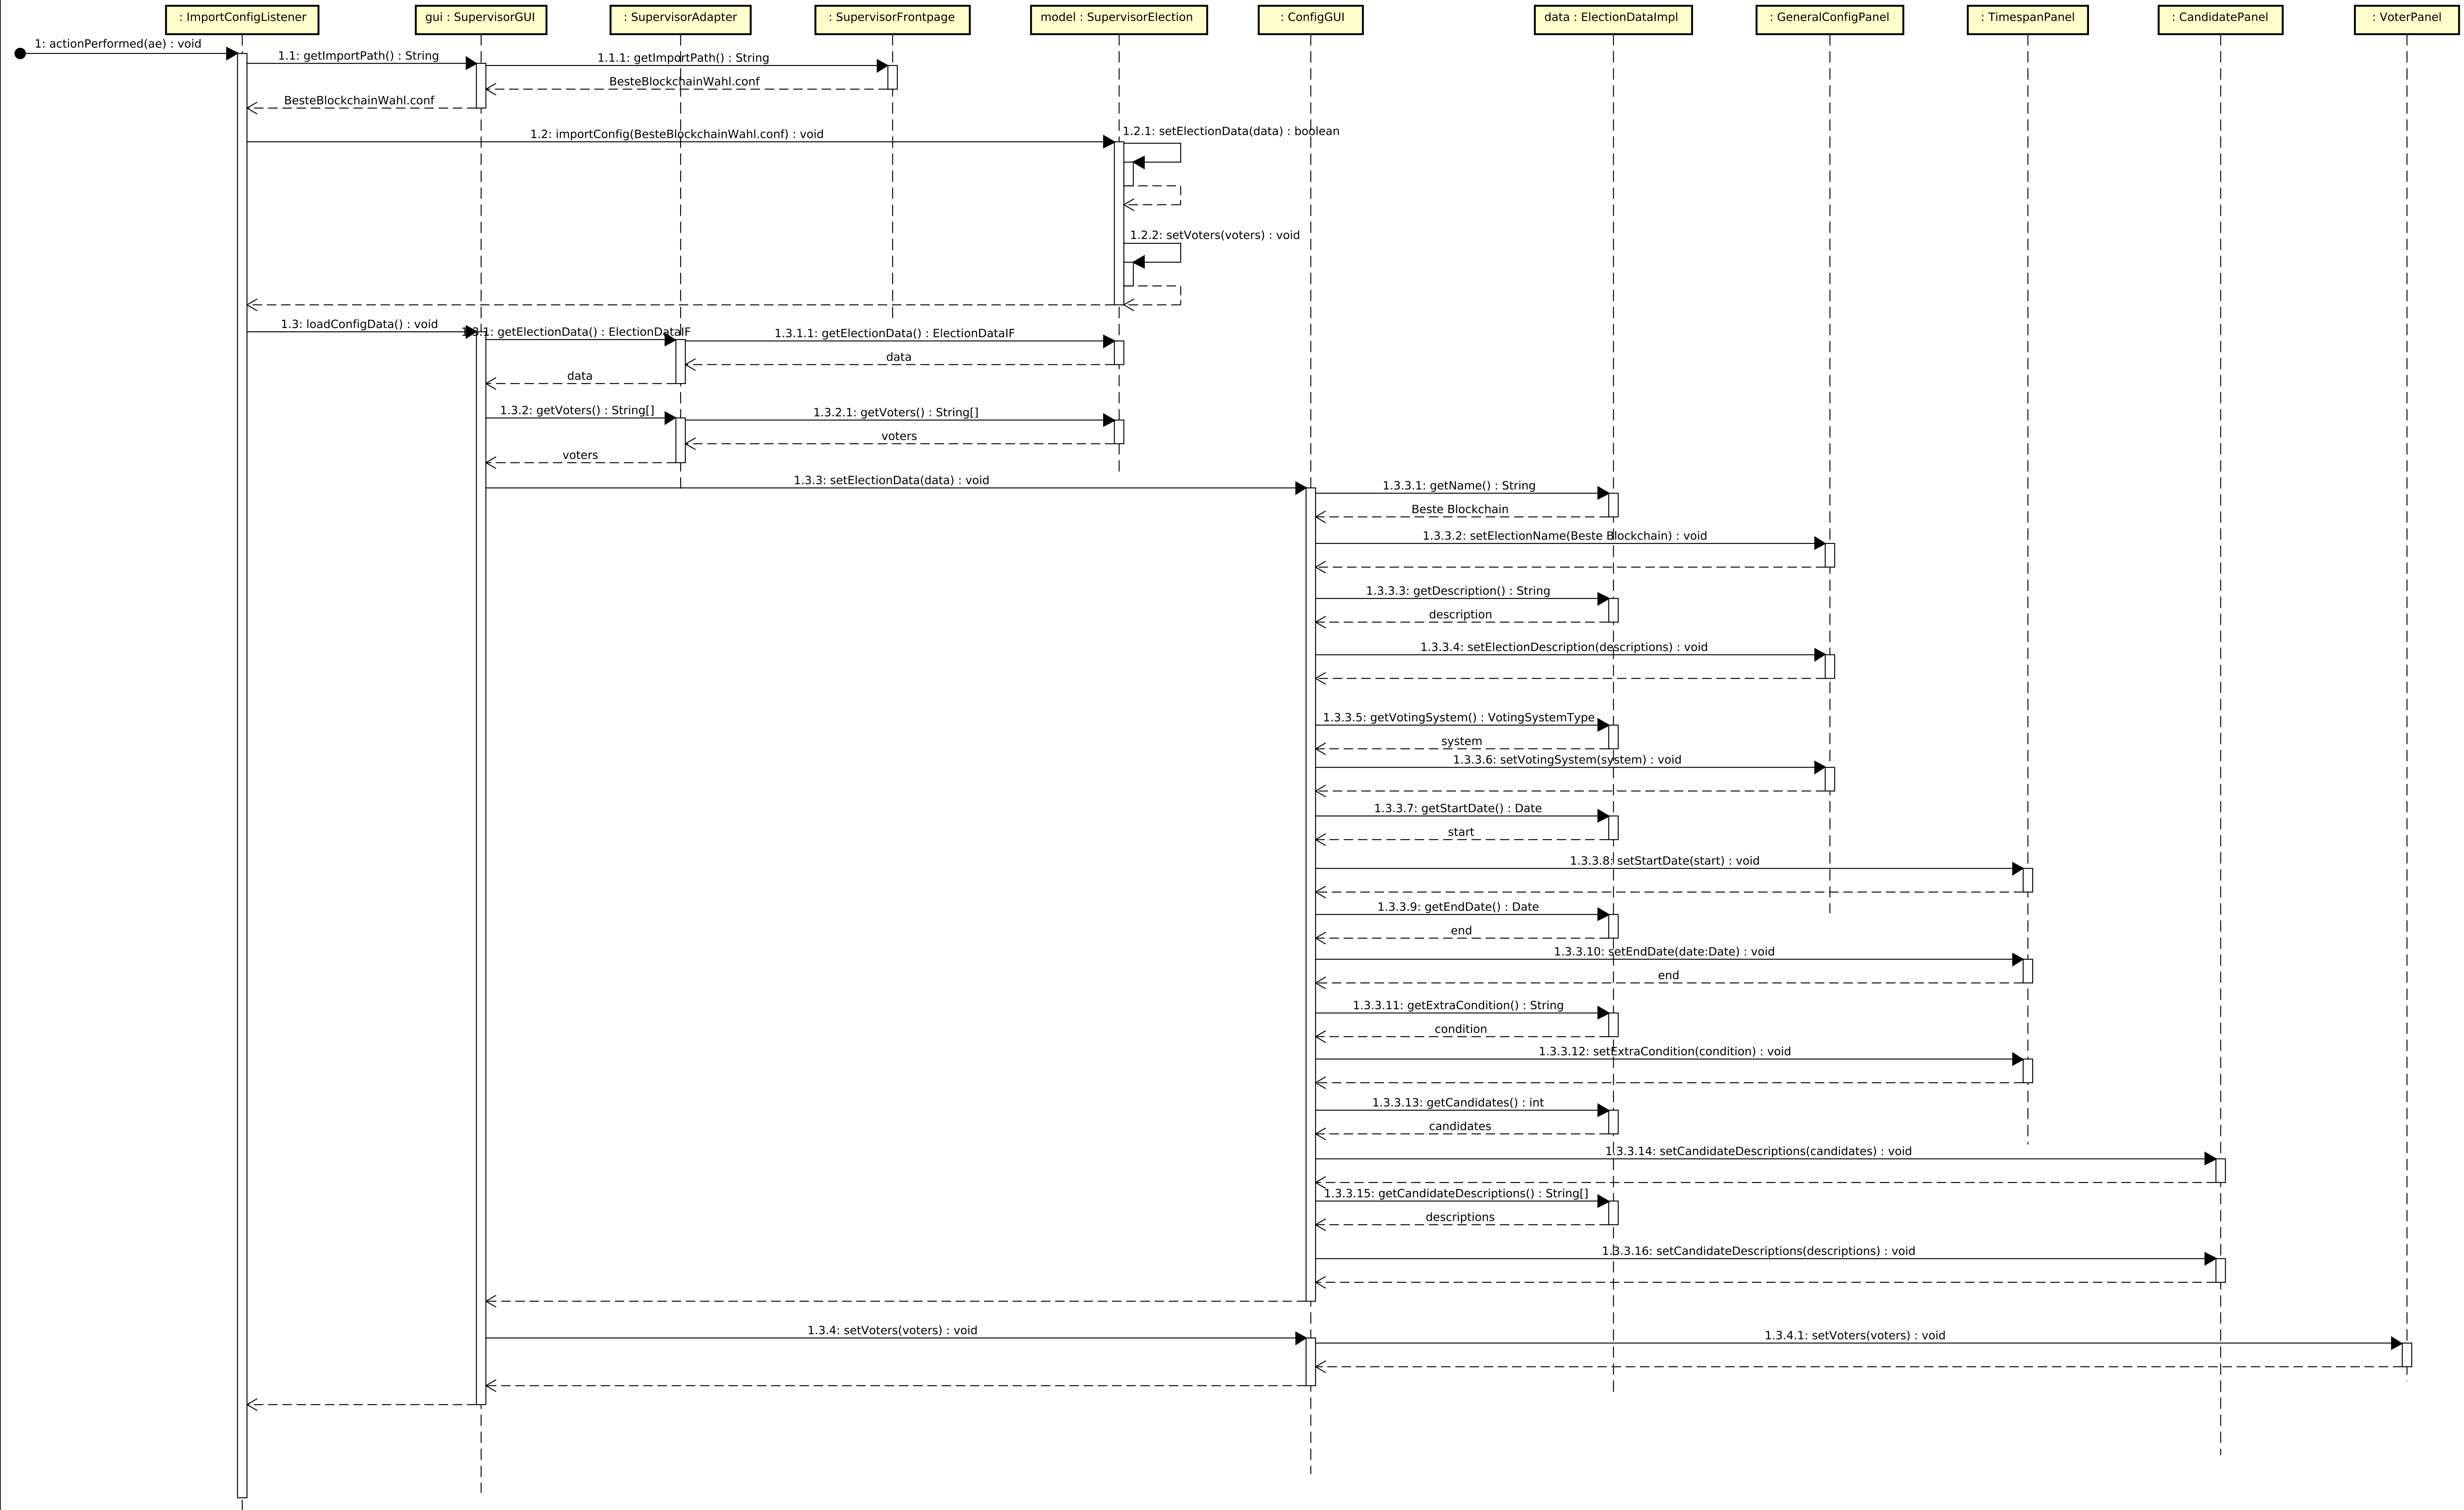 : ImportConfigListener
gui : SupervisorGUI
: SupervisorAdapter
: SupervisorFrontpage
model : SupervisorElection
: ConfigGUI
data : ElectionDataImpl
: GeneralConfigPanel
: TimespanPanel
: CandidatePanel
: VoterPanel
1: actionPerformed(ae) : void
1.1: getImportPath() : String
1.1.1: getImportPath() : String
BesteBlockchainWahl.conf
BesteBlockchainWahl.conf
1.2: importConfig(BesteBlockchainWahl.conf) : void
1.2.1: setElectionData(data) : boolean
1.2.2: setVoters(voters) : void
1.3: loadConfigData() : void
1.3.1: getElectionData() : ElectionDataIF
1.3.1.1: getElectionData() : ElectionDataIF
data
data
1.3.2: getVoters() : String[]
1.3.2.1: getVoters() : String[]
voters
voters
1.3.3: setElectionData(data) : void
1.3.3.1: getName() : String
Beste Blockchain
1.3.3.2: setElectionName(Beste Blockchain) : void
1.3.3.3: getDescription() : String
description
1.3.3.4: setElectionDescription(descriptions) : void
1.3.3.5: getVotingSystem() : VotingSystemType
system
1.3.3.6: setVotingSystem(system) : void
1.3.3.7: getStartDate() : Date
start
1.3.3.8: setStartDate(start) : void
1.3.3.9: getEndDate() : Date
end
1.3.3.10: setEndDate(date:Date) : void
end
1.3.3.11: getExtraCondition() : String
condition
1.3.3.12: setExtraCondition(condition) : void
1.3.3.13: getCandidates() : int
candidates
1.3.3.14: setCandidateDescriptions(candidates) : void
1.3.3.15: getCandidateDescriptions() : String[]
descriptions
1.3.3.16: setCandidateDescriptions(descriptions) : void
1.3.4: setVoters(voters) : void
1.3.4.1: setVoters(voters) : void